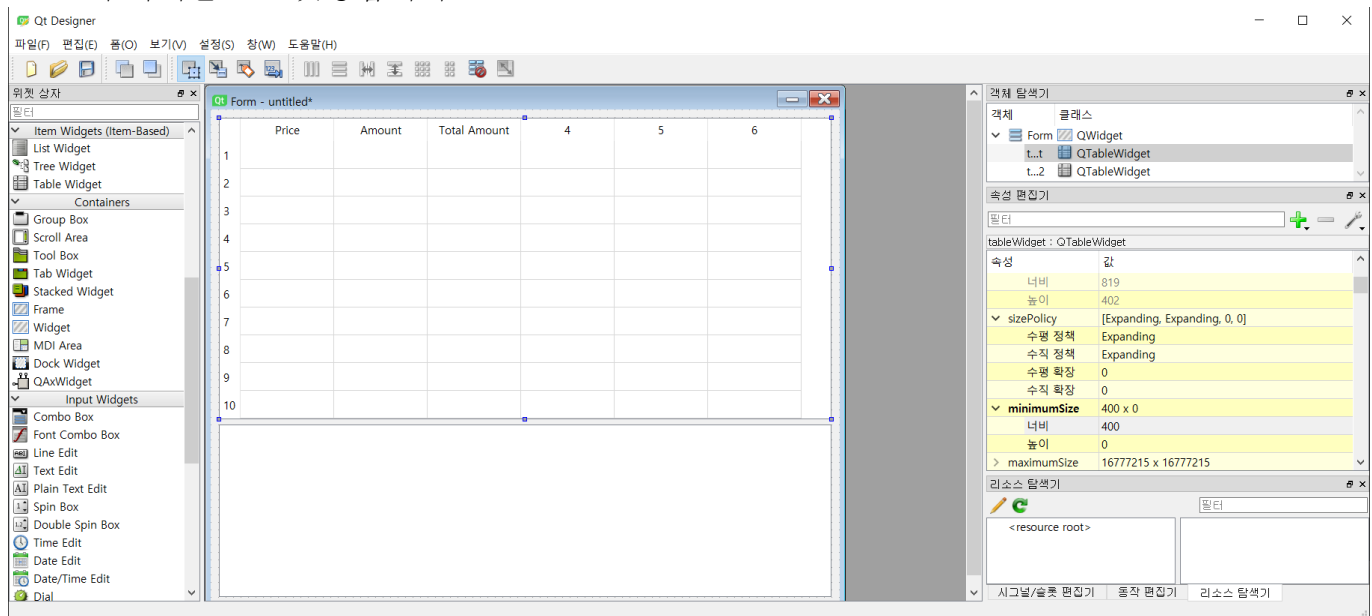 Qt Designer
파일(F) 편집(E) 폼(O) 보기(V) 설정(S) 창(W) 도움말(H)
위젯 상자
필터
Item Widgets (Item-Based)
List Widget
Tree Widget
Table Widget
Containers
Group Box
Scroll Area
Tool Box
Tab Widget
Stacked Widget
Frame
Widget
MDI Area
Dock Widget
QAxWidget
Input Widgets
Combo Box
Font Combo Box
Line Edit
Text Edit
Plain Text Edit
Spin Box
Double Spin Box
Time Edit
Date Edit
Date/Time Edit
Dial
Form - untitled*
Price Amount Total Amount 4 5 6
1
2
3
4
5
6
7
8
9
10
객체 탐색기
객체 클래스
Form QWidget
t...t QTableWidget
t...2 QTableWidget
속성 편집기
필터
tableWidget : QTableWidget
속성 값
너비 819
높이 402
sizePolicy [Expanding, Expanding, 0, 0]
수평 정책 Expanding
수직 정책 Expanding
수평 확장 0
수직 확장 0
minimumSize 400 x 0
너비 400
높이 0
maximumSize 16777215 x 16777215
리소스 탐색기
필터
<resource root>
시그널/슬롯 편집기 동작 편집기 리소스 탐색기